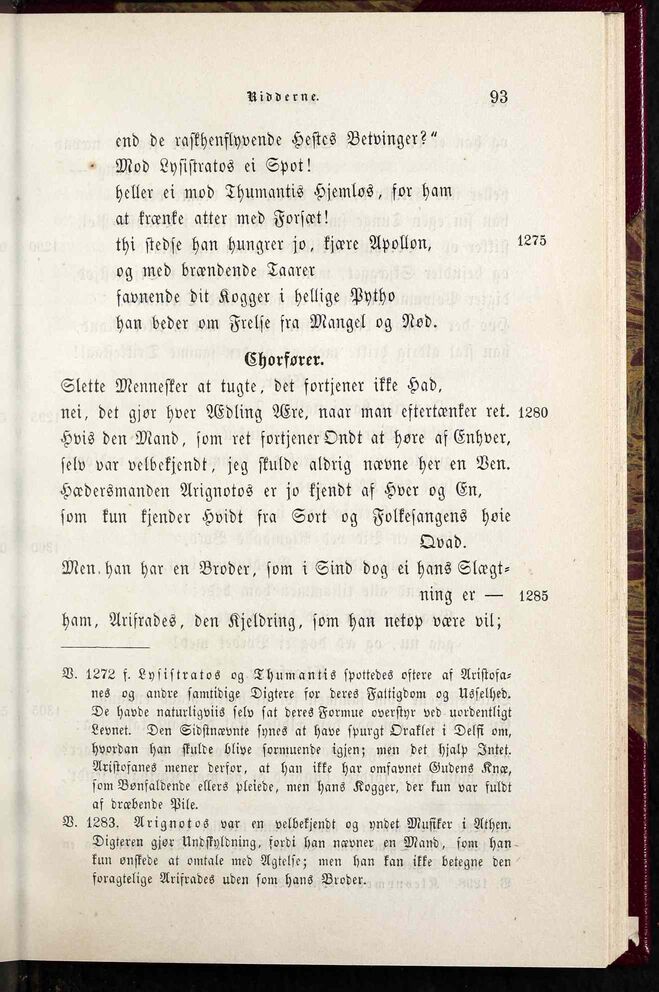 Ridderne. 93
end de raskhenflyvende Hestes Betvinger?“
Mod Lysistratos ei Spot!
heller ei mod Thumantis Hjemløs, for ham
at krænke atter med Forsæt!
thi stedse han hungrer jo, kjære Apollon, 1275
og med brændende Taarer
favnende dit Kogger i hellige Pytho
han beder om Frelse fra Mangel og Nød.
Chorfører.
Slette Mennesker at tugte, det fortjener ikke Had,
nei, det gjør hver Ædling Ære, naar man eftertænker ret. 1280
Hvis den Mand, som ret fortjener Ondt at høre af Enhver,
selv var velbekjendt, jeg skulde aldrig nævne her en Ven.
Hædersmanden Arignotos er jo kjendt af Hver og En,
som kun kjender Hvidt fra Sort og Folkesangens høie
Qvad.
Men han har en Broder, som i Sind dog ei hans Slægt-
ning er — 1285
ham, Arifrades, den Kjeldring, som han netop være vil;
V. 1272 f. Lysistratos og Thumantis spottedes oftere af Aristofa-
nes og andre samtidige Digtere for deres Fattigdom og Usselhed.
De havde naturligviis selv sat deres Formue overstyr ved uordentligt
Levnet. Den Sidstnævnte synes at have spurgt Oraklet i Delfi om,
hvordan han skulde blive formuende igjen; men det hjalp Intet.
Aristofanes mener derfor, at han ikke har omfavnet Gudens Knæ,
som Bønfaldende ellers pleiede, men hans Kogger, der kun var fuldt
af dræbende Pile.
V. 1283. Arignotos var en velbekjendt og yndet Musiker i Athen.
Digteren gjør Undskyldning, fordi han nævner en Mand, som han
kun ønskede at omtale med Agtelse; men han kan ikke betegne den
foragtelige Arifrades uden som hans Broder.